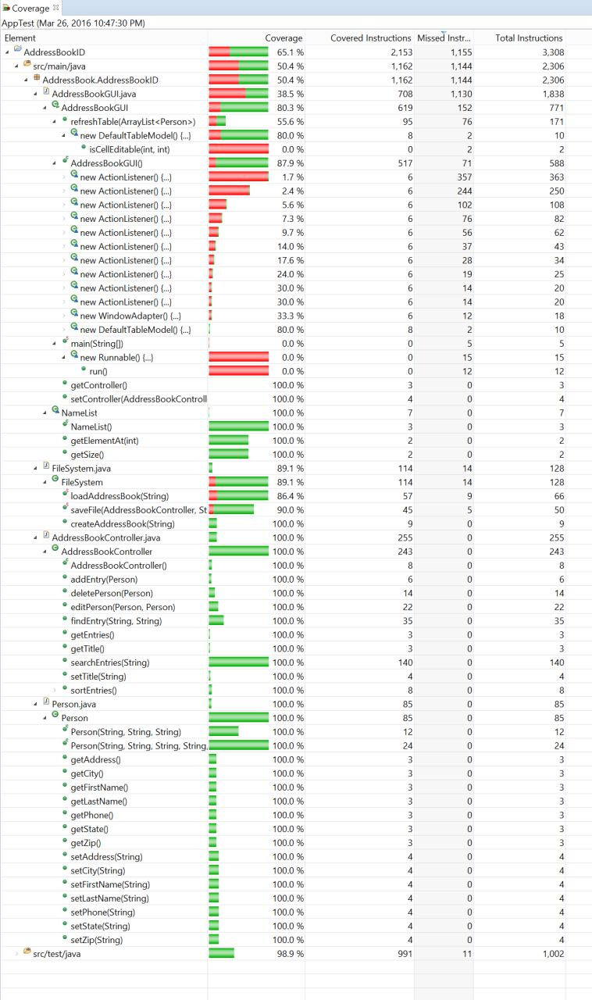 Coverage
AppTest (Mar 26, 2016 10:47:30 PM)
Element Coverage Covered Instructions Missed Instr... Total Instructions
AddressBookID 65.1 % 2,153 1,155 3,308
src/main/java 50.4 % 1,162 1,144 2,306
AddressBook.AddressBookID 50.4 % 1,162 1,144 2,306
AddressBookGUI.java 38.5 % 708 1,130 1,838
AddressBookGUI 80.3 % 619 152 771
refreshTable(ArrayList<Person>) 55.6 % 95 76 171
new DefaultTableModel() {...} 80.0 % 8 2 10
isCellEditable(int, int) 0.0 % 0 2 2
AddressBookGUI() 87.9 % 517 71 588
new ActionListener() {...} 1.7 % 6 357 363
new ActionListener() {...} 2.4 % 6 244 250
new ActionListener() {...} 5.6 % 6 102 108
new ActionListener() {...} 7.3 % 6 76 82
new ActionListener() {...} 9.7 % 6 56 62
new ActionListener() {...} 14.0 % 6 37 43
new ActionListener() {...} 17.6 % 6 28 34
new ActionListener() {...} 24.0 % 6 19 25
new ActionListener() {...} 30.0 % 6 14 20
new ActionListener() {...} 30.0 % 6 14 20
new WindowAdapter() {...} 33.3 % 6 12 18
new DefaultTableModel() {...} 80.0 % 8 2 10
main(String[]) 0.0 % 0 5 5
new Runnable() {...} 0.0 % 0 15 15
run() 0.0 % 0 12 12
getController() 100.0 % 3 0 3
setController(AddressBookControll 100.0 % 4 0 4
NameList 100.0 % 7 0 7
NameList() 100.0 % 3 0 3
getElementAt(int) 100.0 % 2 0 2
getSize() 100.0 % 2 0 2
FileSystem.java 89.1 % 114 14 128
FileSystem 89.1 % 114 14 128
loadAddressBook(String) 86.4 % 57 9 66
saveFile(AddressBookController, St 90.0 % 45 5 50
createAddressBook(String) 100.0 % 9 0 9
AddressBookController.java 100.0 % 255 0 255
AddressBookController 100.0 % 243 0 243
AddressBookController() 100.0 % 8 0 8
addEntry(Person) 100.0 % 6 0 6
deletePerson(Person) 100.0 % 14 0 14
editPerson(Person, Person) 100.0 % 22 0 22
findEntry(String, String) 100.0 % 35 0 35
getEntries() 100.0 % 3 0 3
getTitle() 100.0 % 3 0 3
searchEntries(String) 100.0 % 140 0 140
setTitle(String) 100.0 % 4 0 4
sortEntries() 100.0 % 8 0 8
Person.java 100.0 % 85 0 85
Person 100.0 % 85 0 85
Person(String, String, String) 100.0 % 12 0 12
Person(String, String, String, String, 100.0 % 24 0 24
getAddress() 100.0 % 3 0 3
getCity() 100.0 % 3 0 3
getFirstName() 100.0 % 3 0 3
getLastName() 100.0 % 3 0 3
getPhone() 100.0 % 3 0 3
getState() 100.0 % 3 0 3
getZip() 100.0 % 3 0 3
setAddress(String) 100.0 % 4 0 4
setCity(String) 100.0 % 4 0 4
setFirstName(String) 100.0 % 4 0 4
setLastName(String) 100.0 % 4 0 4
setPhone(String) 100.0 % 4 0 4
setState(String) 100.0 % 4 0 4
setZip(String) 100.0 % 4 0 4
src/test/java 98.9 % 991 11 1,002